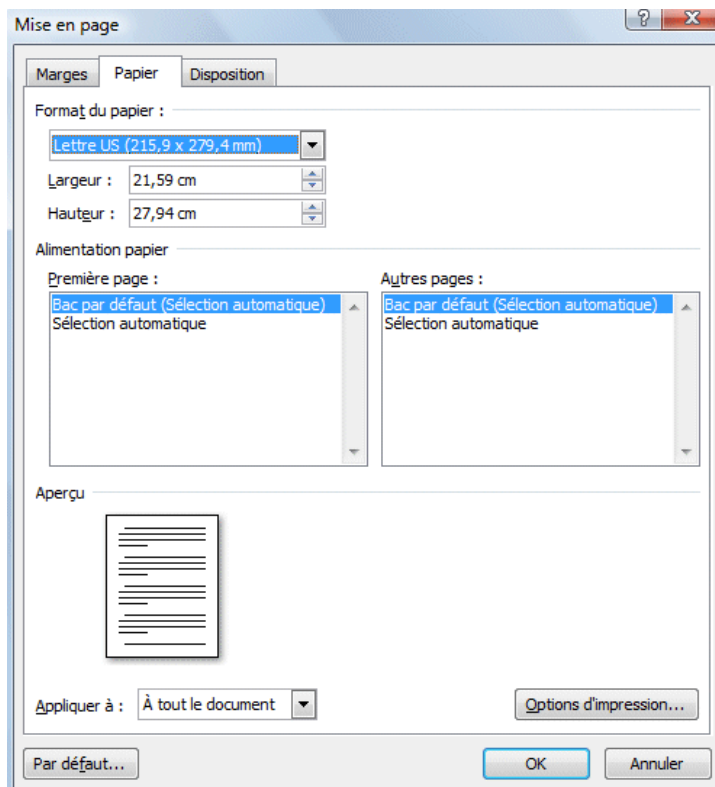 Mise en page
Marges Papier Disposition
Format du papier :
Lettre US (215,9 x 279,4 mm)
Largeur : 21,59 cm
Hauteur : 27,94 cm
Alimentation papier
Première page : Autres pages :
Bac par défaut (Sélection automatique) Bac par défaut (Sélection automatique)
Sélection automatique Sélection automatique
Aperçu
Appliquer à : À tout le document Options d'impression...
Par défaut... OK Annuler